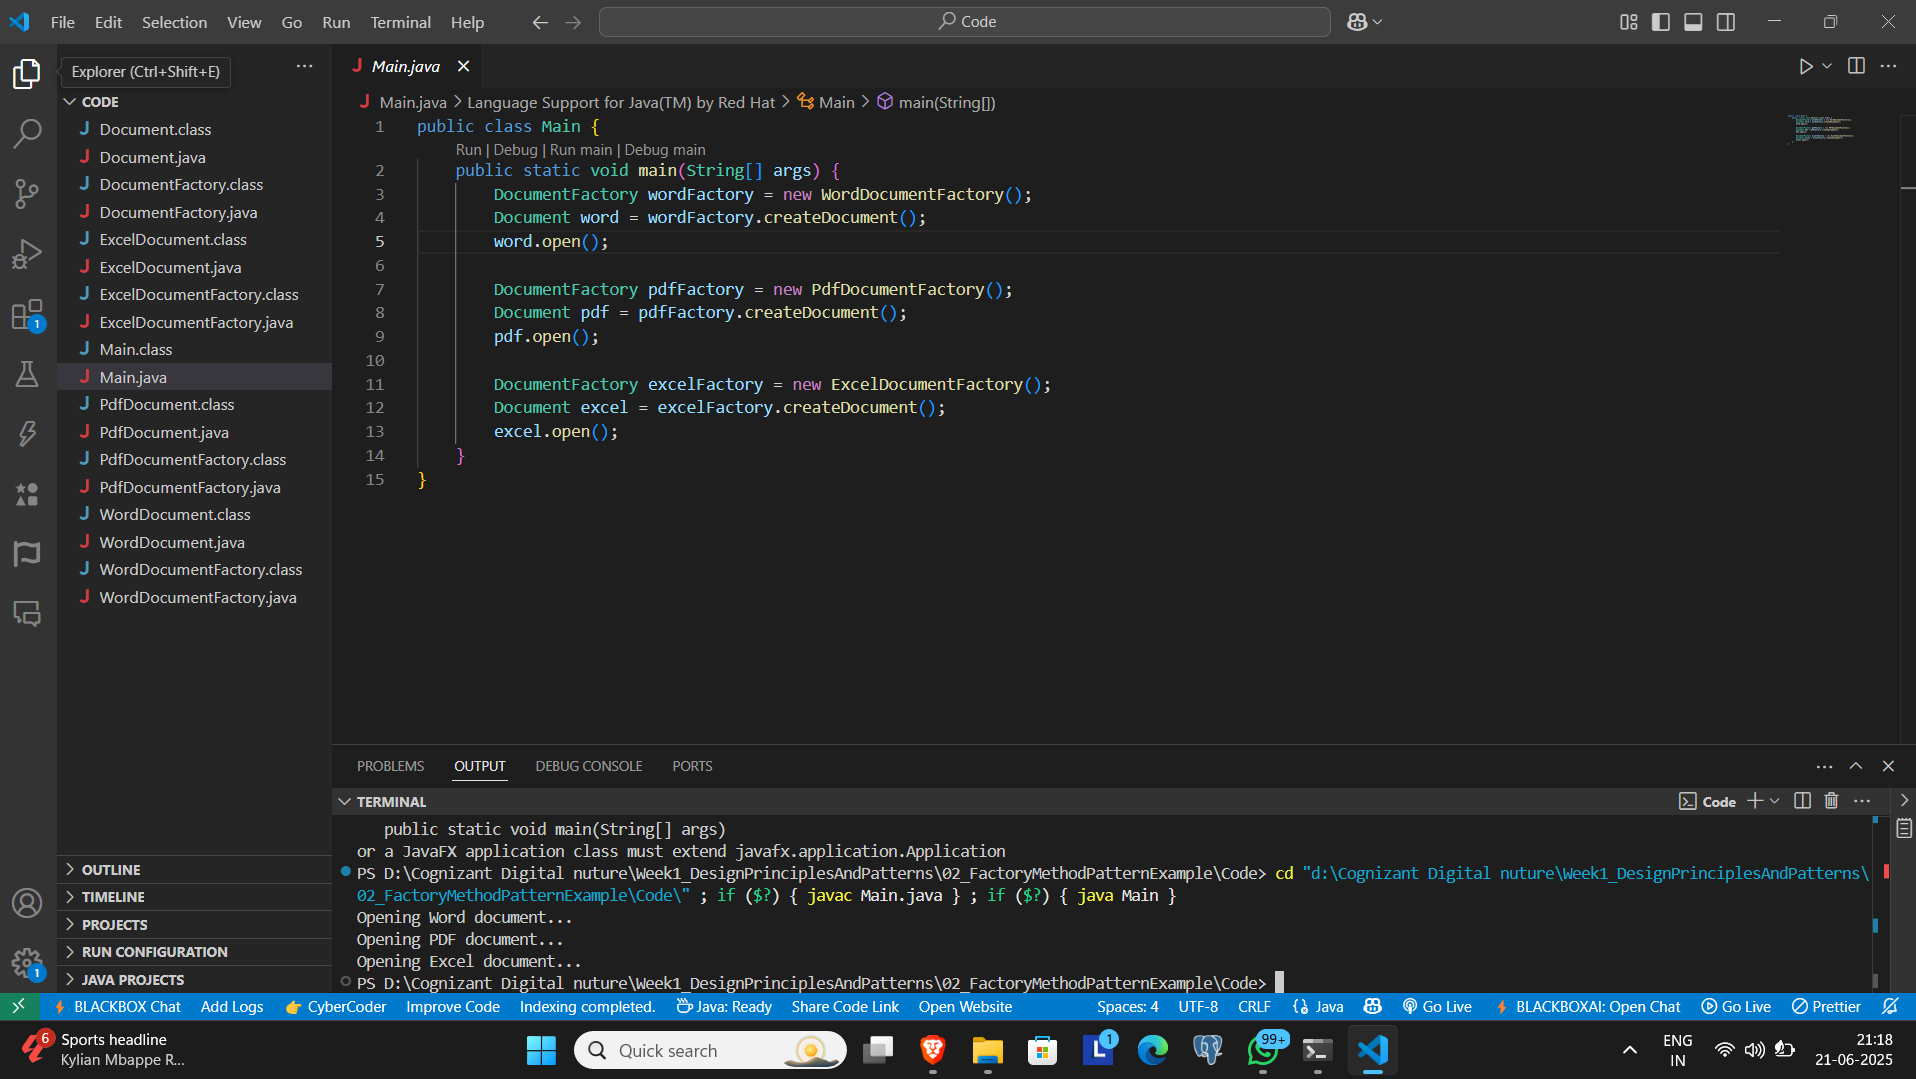 File Edit Selection View Go Run Terminal Help
Code
Explorer (Ctrl+Shift+E)
CODE
Document.class
Document.java
DocumentFactory.class
DocumentFactory.java
ExcelDocument.class
ExcelDocument.java
ExcelDocumentFactory.class
ExcelDocumentFactory.java
Main.class
Main.java
PdfDocument.class
PdfDocument.java
PdfDocumentFactory.class
PdfDocumentFactory.java
WordDocument.class
WordDocument.java
WordDocumentFactory.class
WordDocumentFactory.java
OUTLINE
TIMELINE
PROJECTS
RUN CONFIGURATION
JAVA PROJECTS
1
1
Main.java
Main.java > Language Support for Java(TM) by Red Hat > Main > main(String[])
1 public class Main {
Run | Debug | Run main | Debug main
2 public static void main(String[] args) {
3 DocumentFactory wordFactory = new WordDocumentFactory();
4 Document word = wordFactory.createDocument();
5 word.open();
6
7 DocumentFactory pdfFactory = new PdfDocumentFactory();
8 Document pdf = pdfFactory.createDocument();
9 pdf.open();
10
11 DocumentFactory excelFactory = new ExcelDocumentFactory();
12 Document excel = excelFactory.createDocument();
13 excel.open();
14 }
15 }
PROBLEMS OUTPUT DEBUG CONSOLE PORTS
TERMINAL
Code
public static void main(String[] args)
or a JavaFX application class must extend javafx.application.Application
PS D:\Cognizant Digital nuture\Week1_DesignPrinciplesAndPatterns\02_FactoryMethodPatternExample\Code> cd "d:\Cognizant Digital nuture\Week1_DesignPrinciplesAndPatterns\
02_FactoryMethodPatternExample\Code\" ; if ($?) { javac Main.java } ; if ($?) { java Main }
Opening Word document...
Opening PDF document...
Opening Excel document...
PS D:\Cognizant Digital nuture\Week1_DesignPrinciplesAndPatterns\02_FactoryMethodPatternExample\Code>
BLACKBOX Chat Add Logs CyberCoder Improve Code Indexing completed. Java: Ready Share Code Link Open Website Spaces: 4 UTF-8 CRLF Java Go Live BLACKBOXAI: Open Chat Go Live Prettier
6
Sports headline
Kylian Mbappe R...
Quick search
L
1
99+
ENG
IN
21:18
21-06-2025